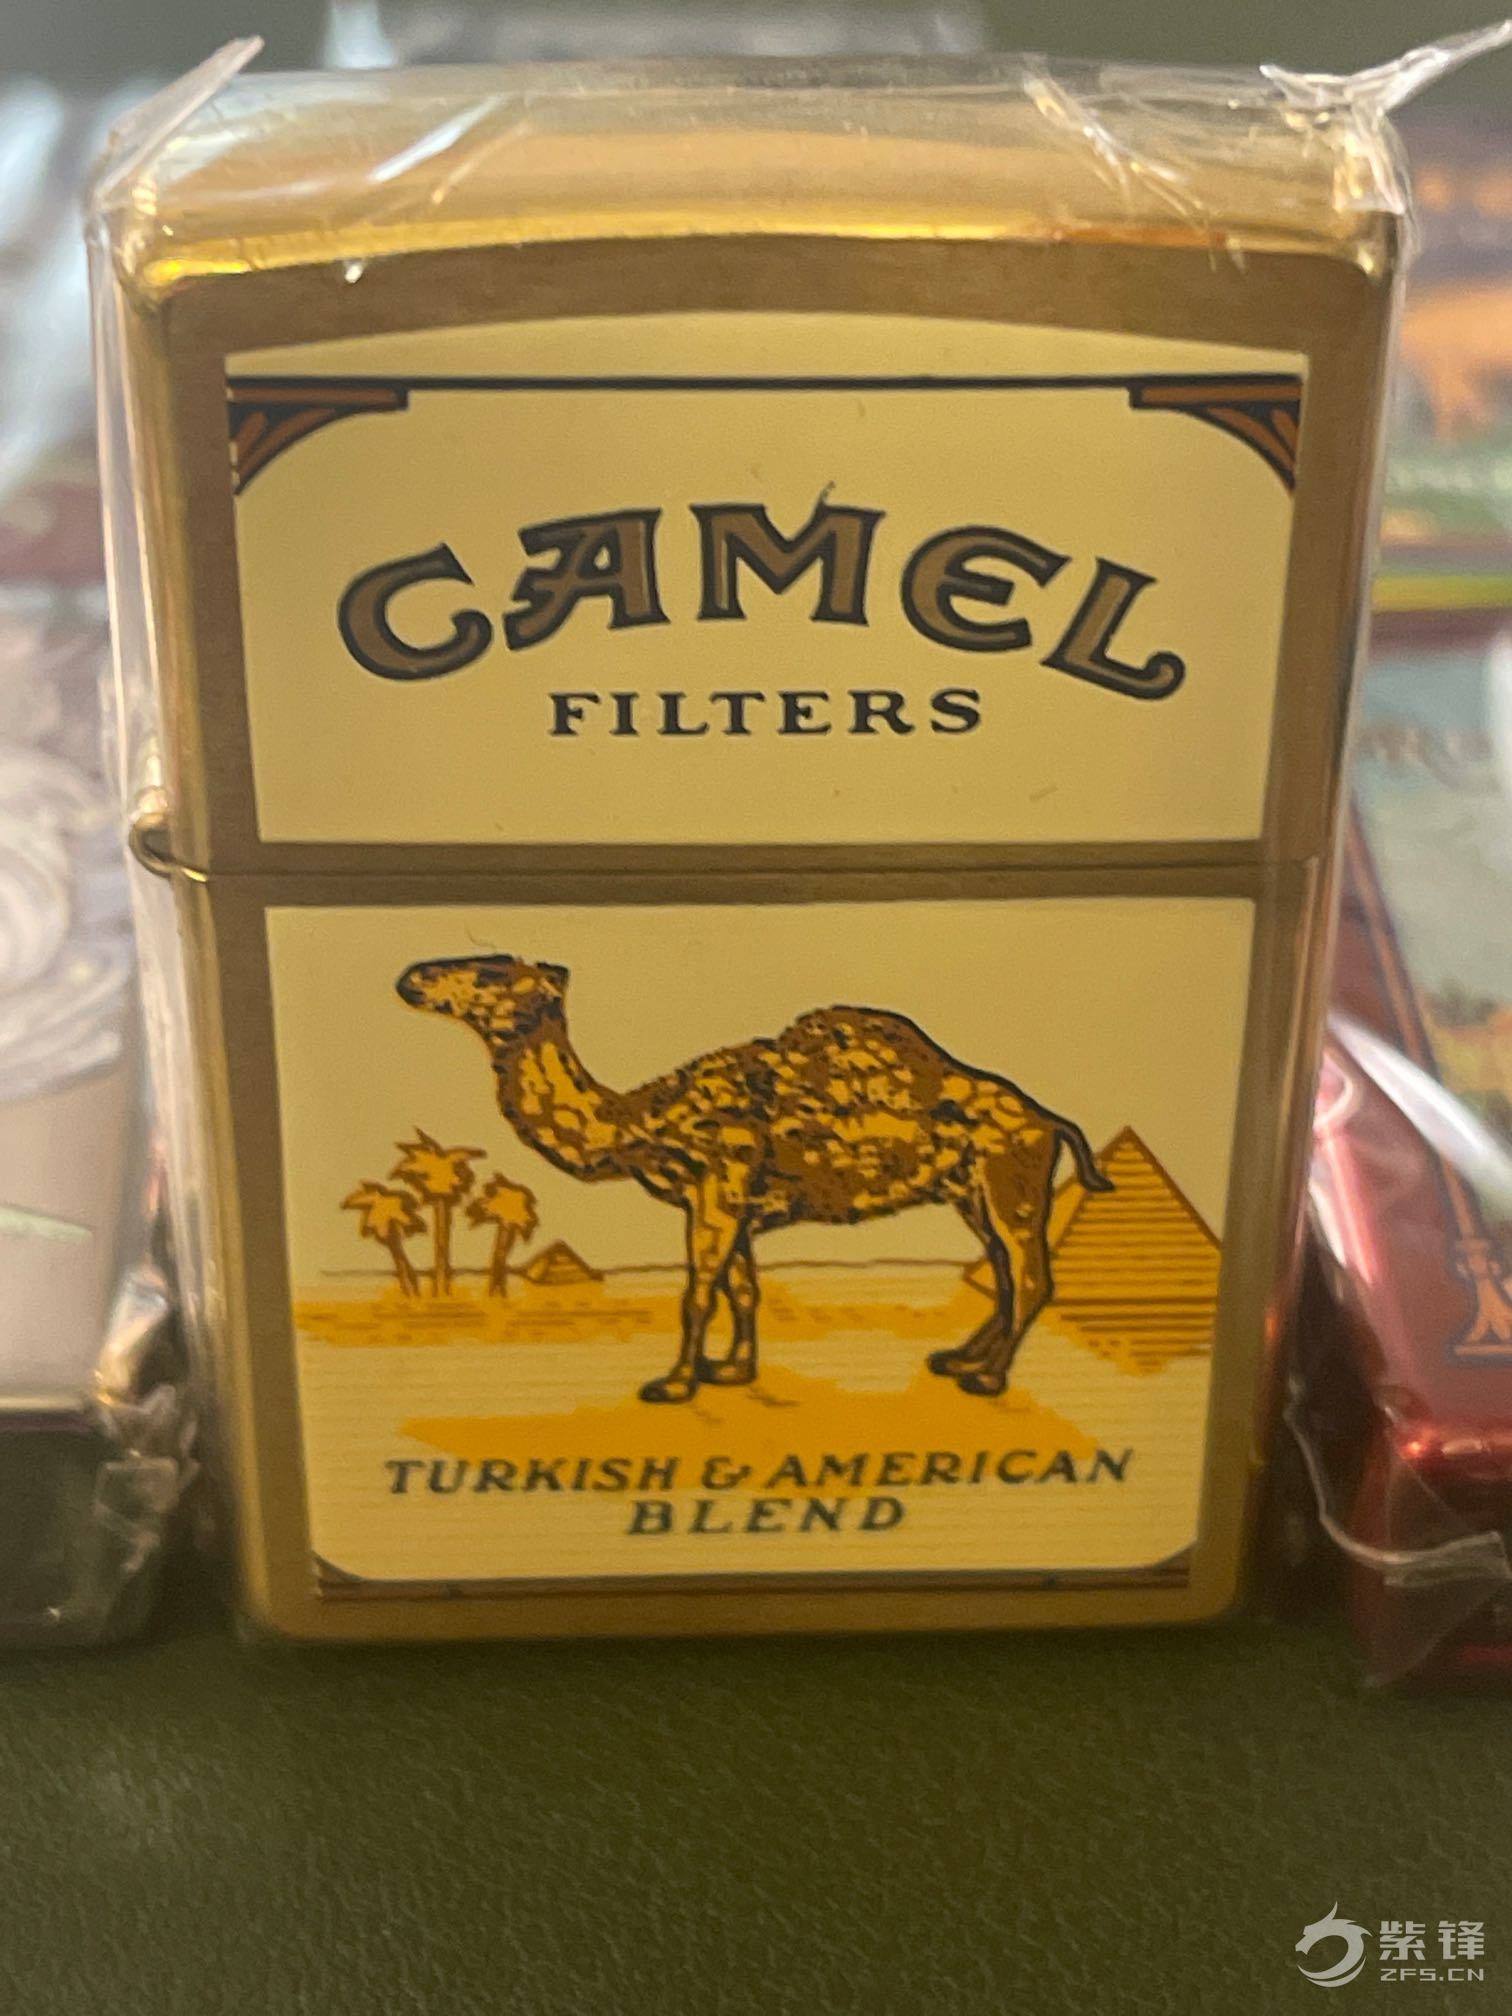 CAMEL
FILTERS
TURKISH & AMERICAN
BLEND
紫锋
ZFS.CN